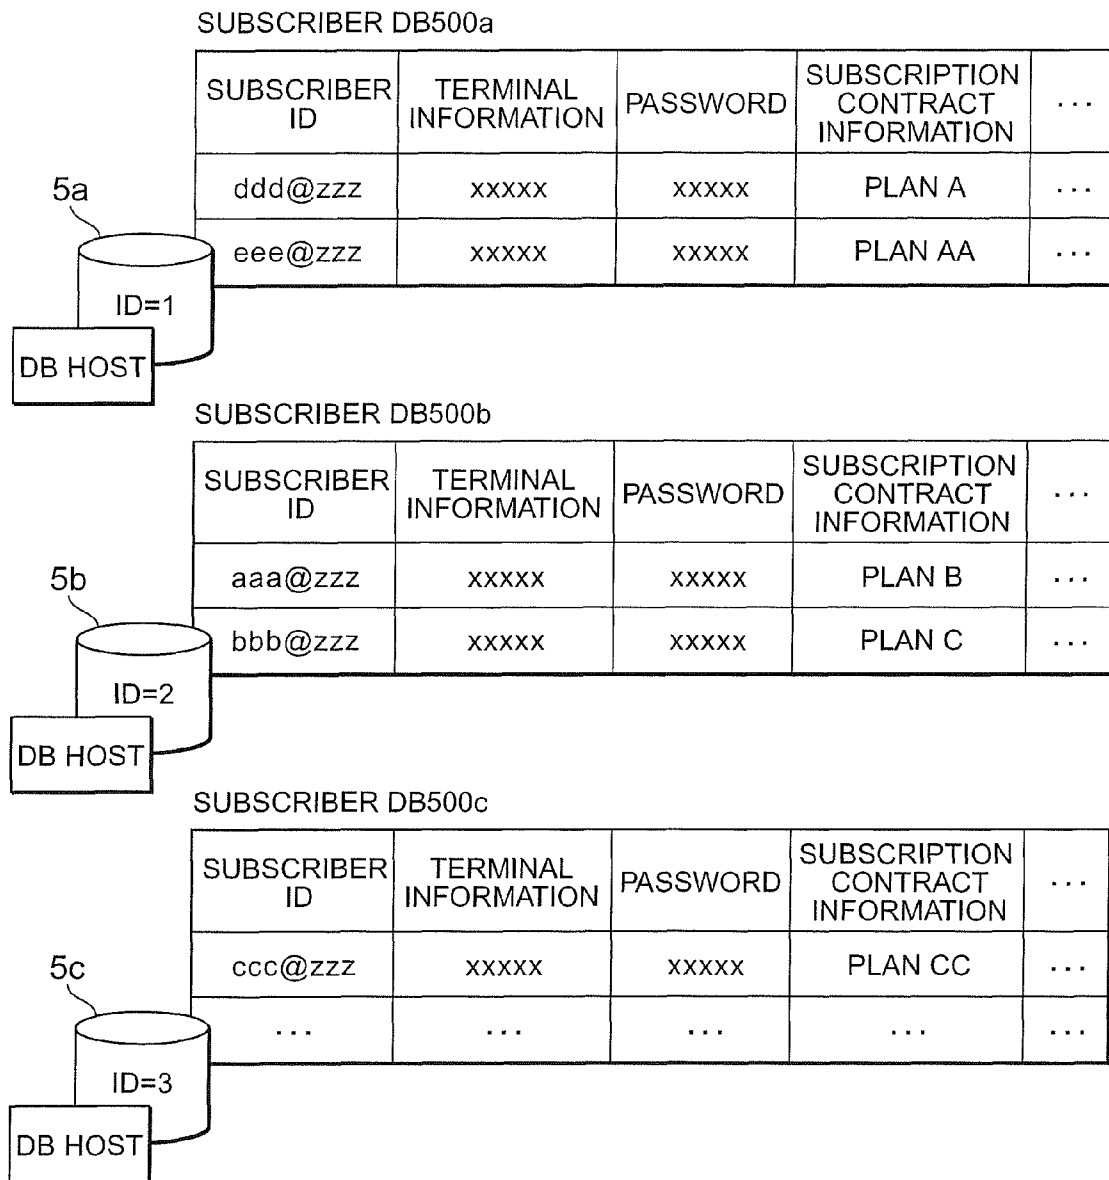 SUBSCRIBER DB500a
SUBSCRIBER ID TERMINAL INFORMATION PASSWORD SUBSCRIPTION CONTRACT INFORMATION ...
ddd@zzz xxxxx xxxxx PLAN A ...
eee@zzz xxxxx xxxxx PLAN AA ...
5a
ID=1
DB HOST
SUBSCRIBER DB500b
SUBSCRIBER ID TERMINAL INFORMATION PASSWORD SUBSCRIPTION CONTRACT INFORMATION ...
aaa@zzz xxxxx xxxxx PLAN B ...
bbb@zzz xxxxx xxxxx PLAN C ...
5b
ID=2
DB HOST
SUBSCRIBER DB500c
SUBSCRIBER ID TERMINAL INFORMATION PASSWORD SUBSCRIPTION CONTRACT INFORMATION ...
ccc@zzz xxxxx xxxxx PLAN CC ...
... ... ... ... ...
5c
ID=3
DB HOST